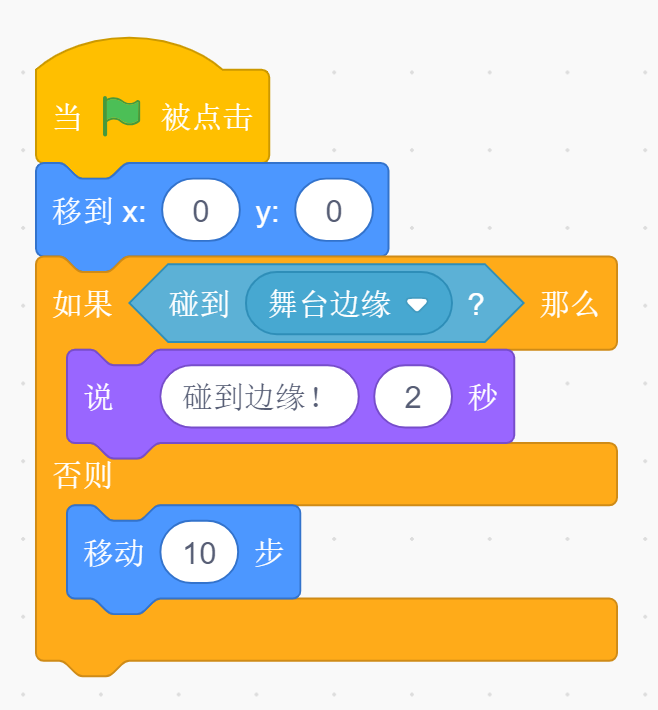 当 被点击
移到 x: 0 y: 0
如果 碰到 舞台边缘 ? 那么
说 碰到边缘! 2 秒
否则
移动 10 步